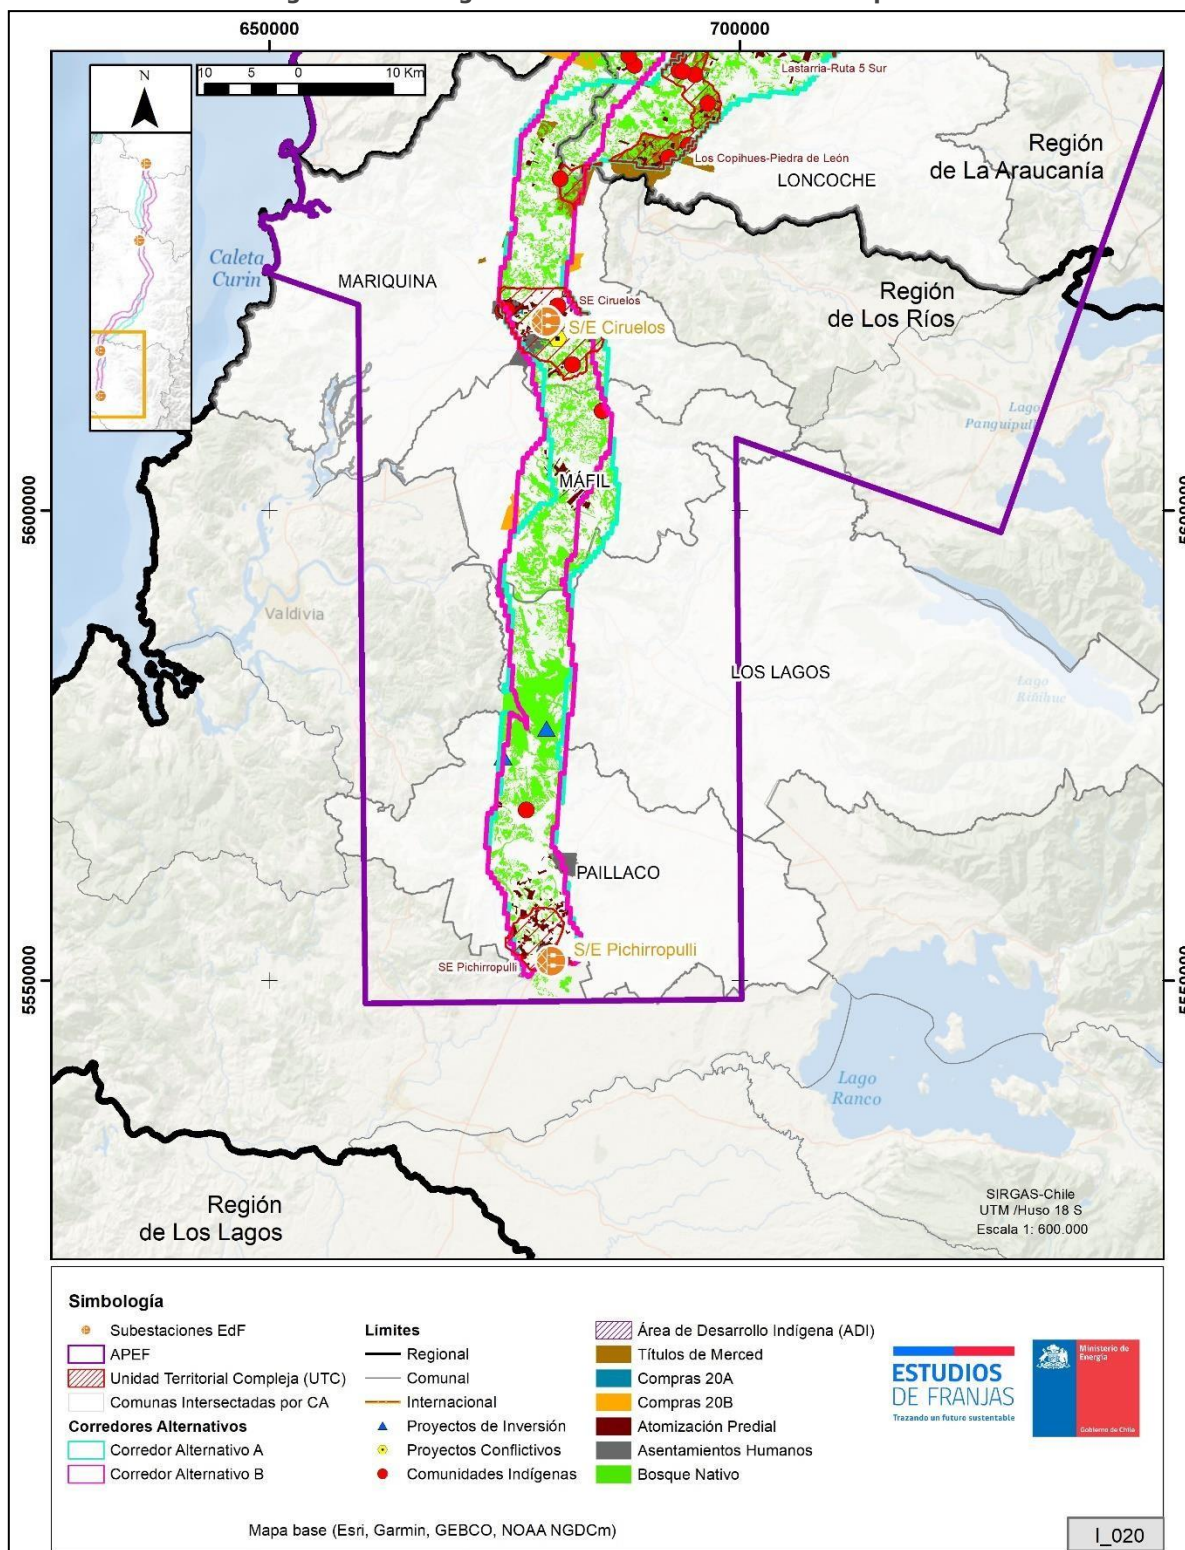 650000
700000
N
10 5 0 10 Km
Lastarria-Ruta 5 Sur
Región
de La Araucanía
Los Copihues-Piedra de León
LONCOCHE
Caleta
Curin
MARIQUINA
Región
de Los Ríos
SE Ciruelos
S/E Ciruelos
Lago
Panguipulli
MÁFIL
5600000
5600000
Valdivia
LOS LAGOS
Lago
Riñihue
PAILLACO
S/E Pichirropulli
SE Pichirropulli
5550000
Lago
Ranco
Región
de Los Lagos
SIRGAS-Chile
UTM /Huso 18 S
Escala 1: 600.000
Simbología
Subestaciones EdF
APEF
Unidad Territorial Compleja (UTC)
Comunas Intersectadas por CA
Corredores Alternativos
Corredor Alternativo A
Corredor Alternativo B
Límites
Regional
Comunal
Internacional
Proyectos de Inversión
Proyectos Conflictivos
Comunidades Indígenas
Área de Desarrollo Indígena (ADI)
Títulos de Merced
Compras 20A
Compras 20B
Atomización Predial
Asentamientos Humanos
Bosque Nativo
ESTUDIOS
DE FRANJAS
Trazando un futuro sustentable
Ministerio de
Energía
Gobierno de Chile
Mapa base (Esri, Garmin, GEBCO, NOAA NGDCm)
I_020